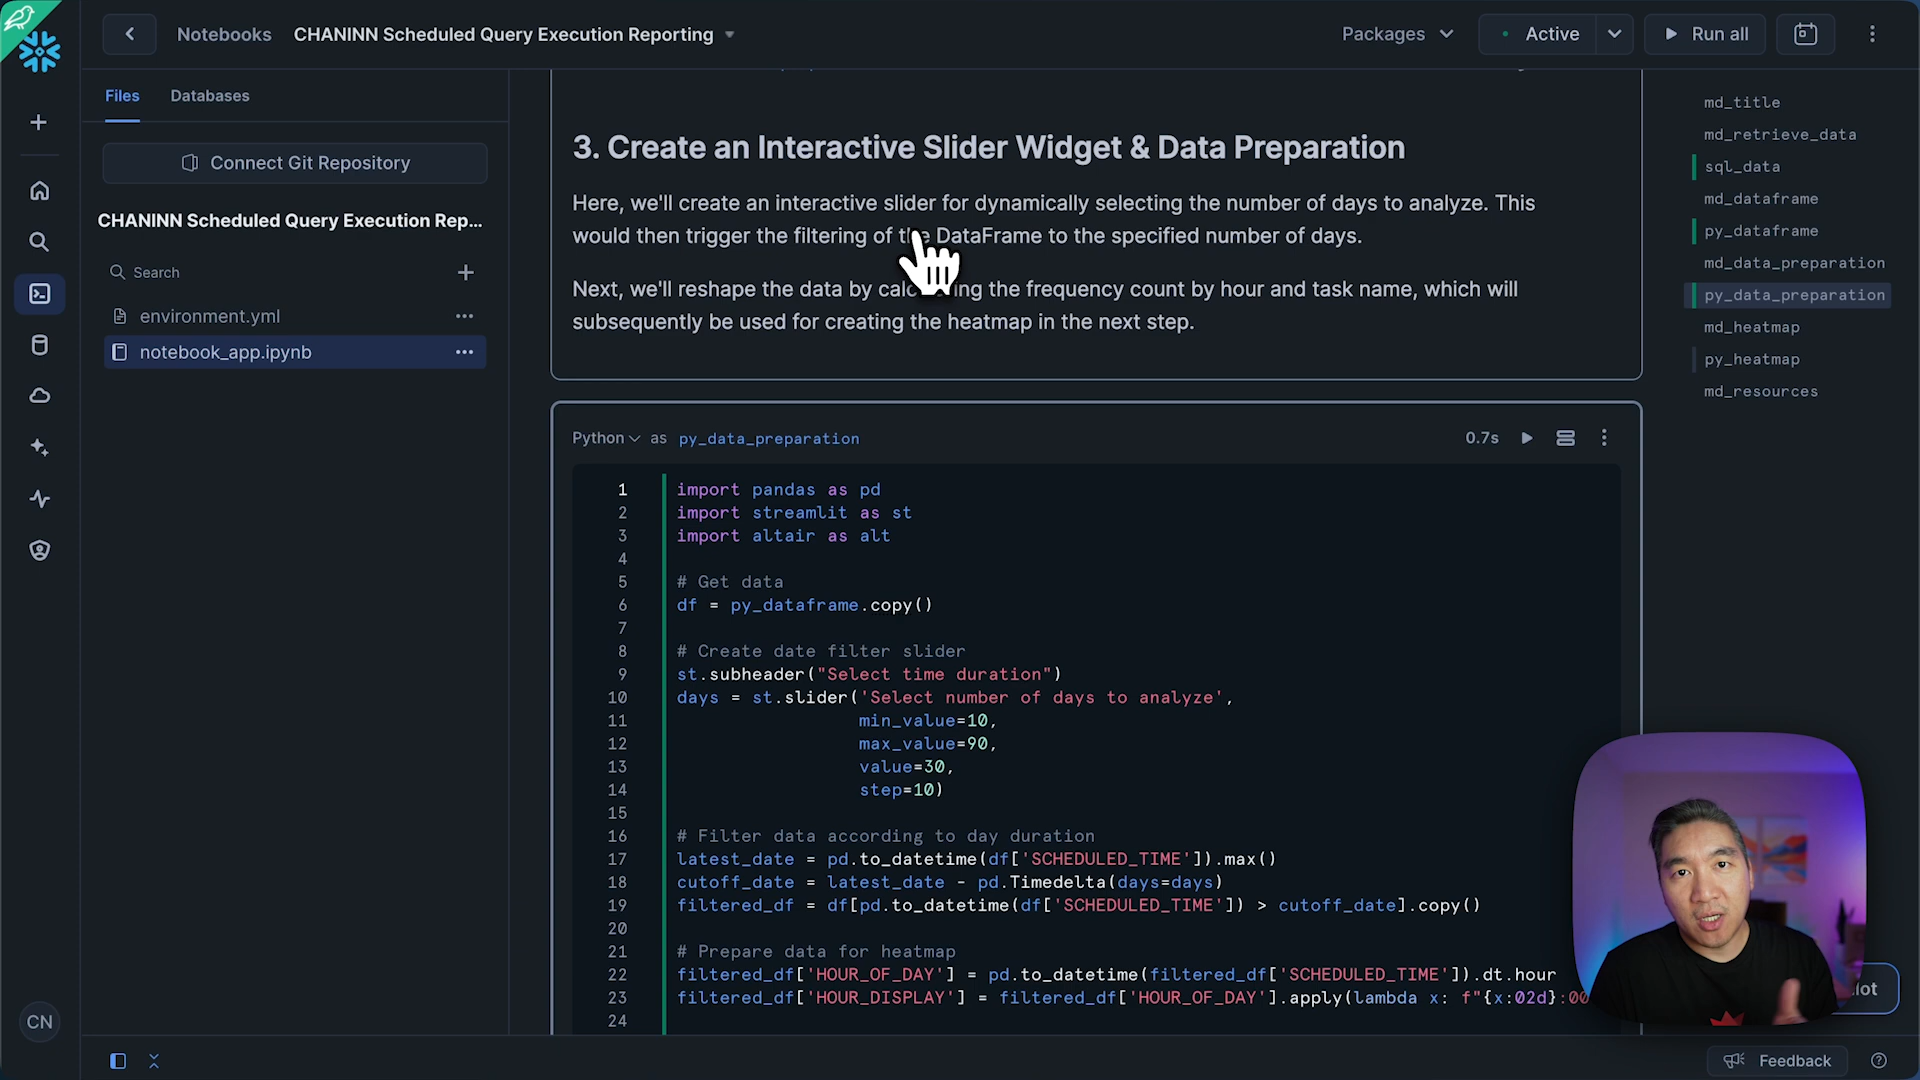 Notebooks CHANINN Scheduled Query Execution Reporting
Packages
Active
Run all
Files
Databases
Connect Git Repository
CHANINN Scheduled Query Execution Rep...
Search
environment.yml
notebook_app.ipynb
CN
3. Create an Interactive Slider Widget & Data Preparation
Here, we'll create an interactive slider for dynamically selecting the number of days to analyze. This
would then trigger the filtering of the DataFrame to the specified number of days.
Next, we'll reshape the data by the frequency count by hour and task name, which will
subsequently be used for creating the heatmap in the next step.
Python as py_data_preparation
0.7s
1 import pandas as pd
2 import streamlit as st
3 import altair as alt
4
5 # Get data
6 df = py_dataframe.copy()
7
8 # Create date filter slider
9 st.subheader("Select time duration")
10 days = st.slider('Select number of days to analyze',
11 min_value=10,
12 max_value=90,
13 value=30,
14 step=10)
15
16 # Filter data according to day duration
17 latest_date = pd.to_datetime(df['SCHEDULED_TIME']).max()
18 cutoff_date = latest_date - pd.Timedelta(days=days)
19 filtered_df = df[pd.to_datetime(df['SCHEDULED_TIME']) > cutoff_date].copy()
20
21 # Prepare data for heatmap
22 filtered_df['HOUR_OF_DAY'] = pd.to_datetime(filtered_df['SCHEDULED_TIME']).dt.hour
23 filtered_df['HOUR_DISPLAY'] = filtered_df['HOUR_OF_DAY'].apply(lambda x: f"{x:02d}:00
24
md_title
md_retrieve_data
sql_data
md_dataframe
py_dataframe
md_data_preparation
py_data_preparation
md_heatmap
py_heatmap
md_resources
Feedback